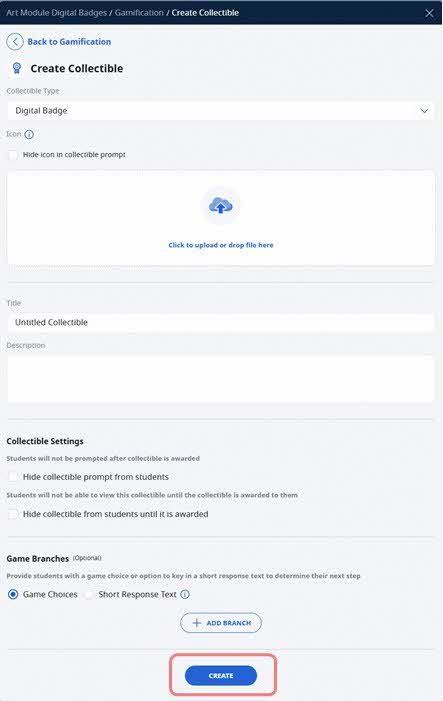 Art Module Digital Badges / Gamification / Create Collectible
Back to Gamification
Create Collectible
Collectible Type
Digital Badge
Icon
Hide icon in collectible prompt
Click to upload or drop file here
Title
Untitled Collectible
Description
Collectible Settings
Students will not be prompted after collectible is awarded
Hide collectible prompt from students
Students will not be able to view this collectible until the collectible is awarded to them
Hide collectible from students until it is awarded
Game Branches (Optional)
Provide students with a game choice or option to key in a short response text to determine their next step
Game Choices Short Response Text
ADD BRANCH
CREATE